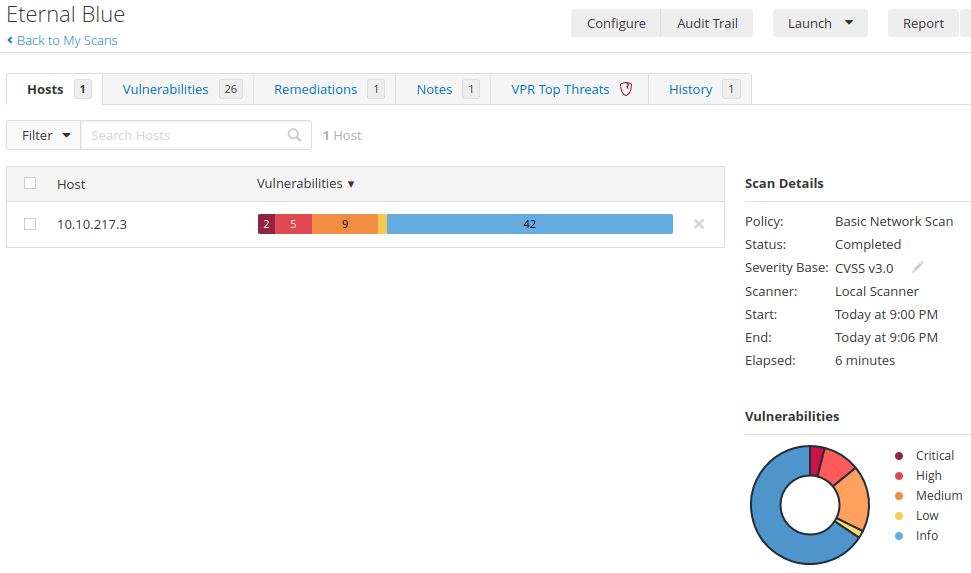 Eternal Blue
Back to My Scans
Configure Audit Trail Launch Report
Hosts 1 Vulnerabilities 26 Remediations 1 Notes 1 VPR Top Threats History 1
Filter Search Hosts 1 Host
Host Vulnerabilities
10.10.217.3 2 5 9 42
Scan Details
Policy: Basic Network Scan
Status: Completed
Severity Base: CVSS v3.0
Scanner: Local Scanner
Start: Today at 9:00 PM
End: Today at 9:06 PM
Elapsed: 6 minutes
Vulnerabilities
Critical
High
Medium
Low
Info